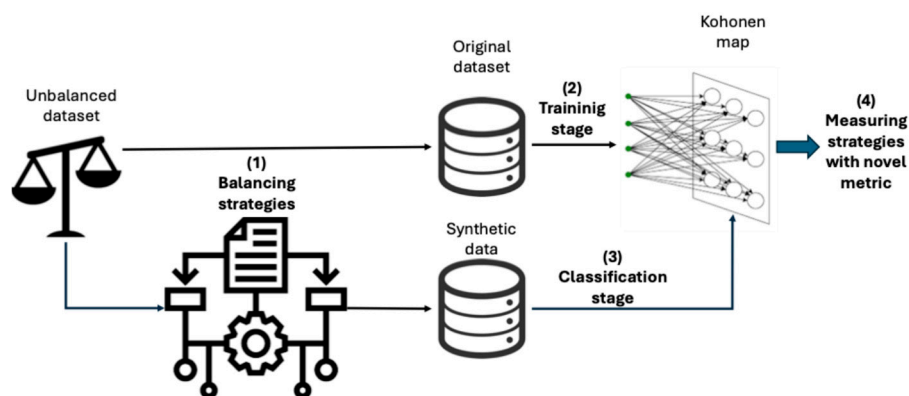 Unbalanced
dataset
(1)
Balancing
strategies
Original
dataset
(2)
Traininig
stage
Synthetic
data
(3)
Classification
stage
Kohonen
map
(4)
Measuring
strategies
with novel
metric